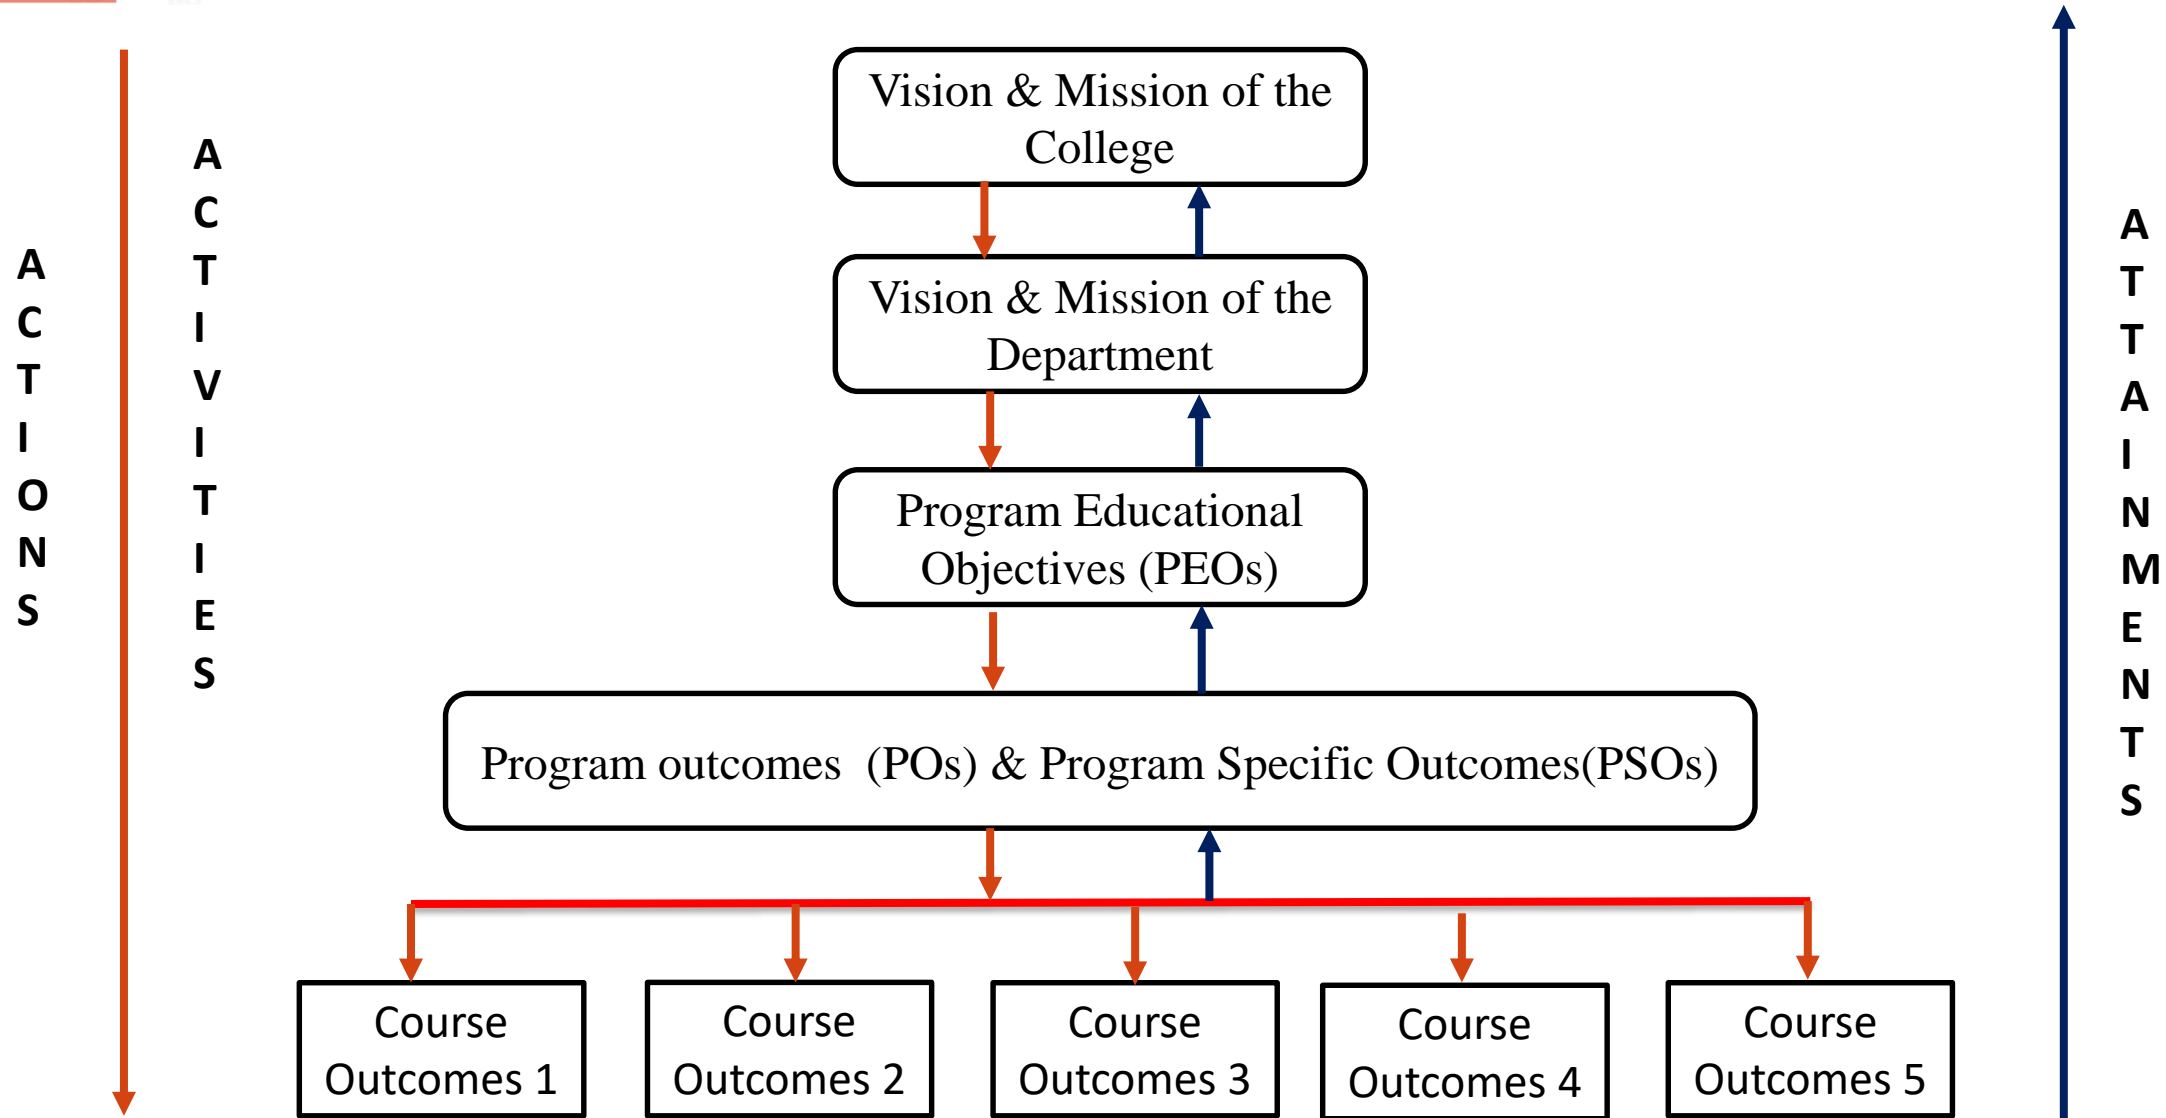 ACTIONS
ACTIVITIES
Vision & Mission of the
College
Vision & Mission of the
Department
Program Educational
Objectives (PEOs)
Program outcomes  (POs) & Program Specific Outcomes(PSOs)
Course
Outcomes 1
Course
Outcomes 2
Course
Outcomes 3
Course
Outcomes 4
Course
Outcomes 5
ATTAINMENTS